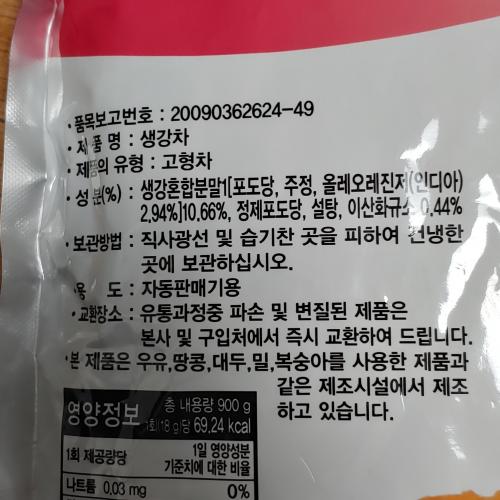 ·품목보고번호 : 20090362624-49
·제품명 : 생강차
·제품의 유형 : 고형차
·성분(%) : 생강혼합분말1[포도당, 주정, 올레오레진제(인디아)
2.94%]10.66%, 정제포도당, 설탕, 이산화규소 0.44%
·보관방법 : 직사광선 및 습기찬 곳을 피하여 건냉한
곳에 보관하십시오.
·용 도 : 자동판매기용
·교환장소 : 유통과정중 파손 및 변질된 제품은
본사 및 구입처에서 즉시 교환하여 드립니다.
·본 제품은 우유,땅콩,대두,밀,복숭아를 사용한 제품과
같은 제조시설에서 제조
하고 있습니다.
영양정보
총 내용량 900 g
1회(18 g)당 69.24 kcal
1회 제공량당
1일 영양성분
기준치에 대한 비율
나트륨 0.03 mg 0%